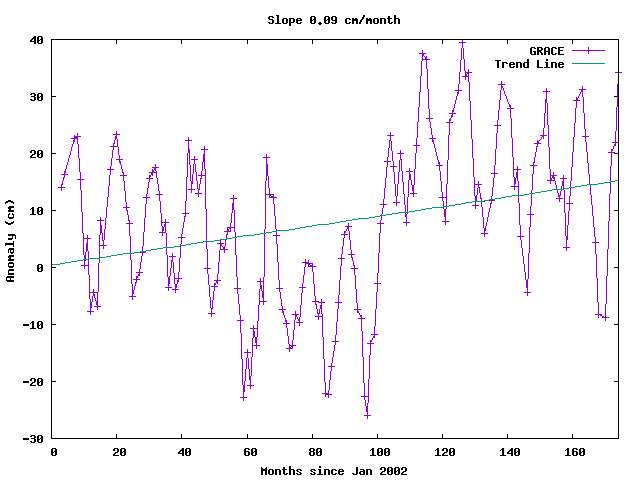 Slope 0.09 cm/month
GRACE
Trend Line
40
30
20
10
0
-10
-20
-30
Anomaly (cm)
0 20 40 60 80 100 120 140 160
Months since Jan 2002